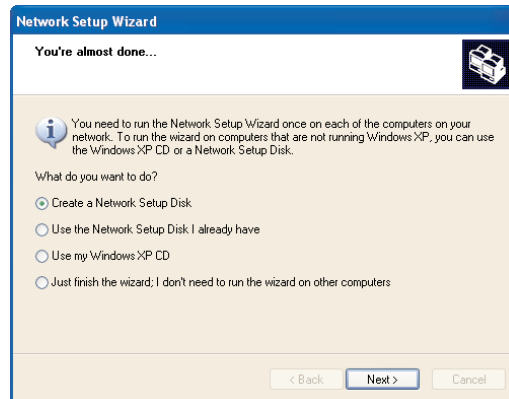 Network Setup Wizard
You're almost done...
You need to run the Network Setup Wizard once on each of the computers on your
network. To run the wizard on computers that are not running Windows XP, you can use
the Windows XP CD or a Network Setup Disk.
What do you want to do?
Create a Network Setup Disk
Use the Network Setup Disk I already have
Use my Windows XP CD
Just finish the wizard; I don't need to run the wizard on other computers
< Back Next > Cancel